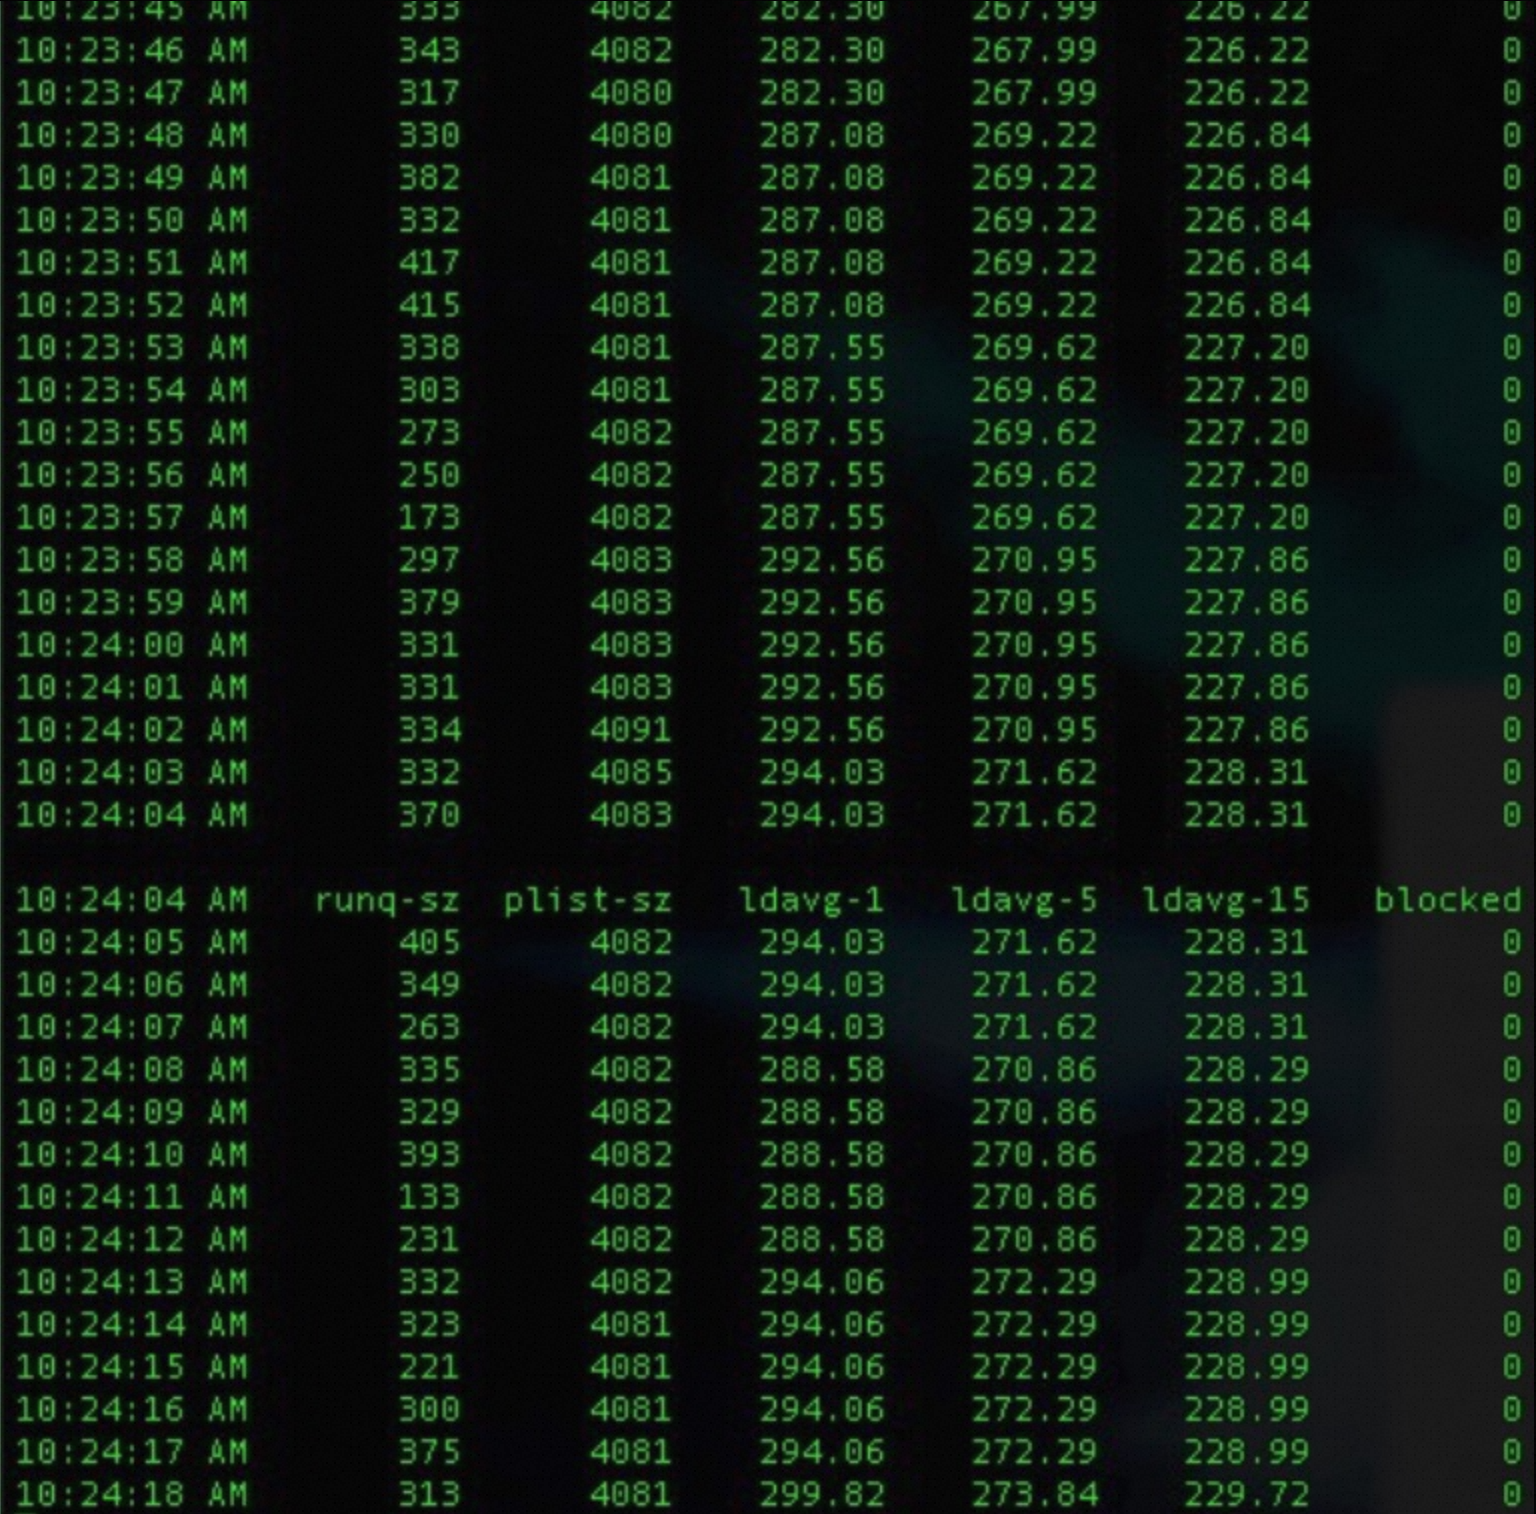 10:23:45 AM 333 4082 282.30 267.99 226.22 0
10:23:46 AM 343 4082 282.30 267.99 226.22 0
10:23:47 AM 317 4080 282.30 267.99 226.22 0
10:23:48 AM 330 4080 287.08 269.22 226.84 0
10:23:49 AM 382 4081 287.08 269.22 226.84 0
10:23:50 AM 332 4081 287.08 269.22 226.84 0
10:23:51 AM 417 4081 287.08 269.22 226.84 0
10:23:52 AM 415 4081 287.08 269.22 226.84 0
10:23:53 AM 338 4081 287.55 269.62 227.20 0
10:23:54 AM 303 4081 287.55 269.62 227.20 0
10:23:55 AM 273 4082 287.55 269.62 227.20 0
10:23:56 AM 250 4082 287.55 269.62 227.20 0
10:23:57 AM 173 4082 287.55 269.62 227.20 0
10:23:58 AM 297 4083 292.56 270.95 227.86 0
10:23:59 AM 379 4083 292.56 270.95 227.86 0
10:24:00 AM 331 4083 292.56 270.95 227.86 0
10:24:01 AM 331 4083 292.56 270.95 227.86 0
10:24:02 AM 334 4091 292.56 270.95 227.86 0
10:24:03 AM 332 4085 294.03 271.62 228.31 0
10:24:04 AM 370 4083 294.03 271.62 228.31 0
10:24:04 AM runq-sz plist-sz ldavg-1 ldavg-5 ldavg-15 blocked
10:24:05 AM 405 4082 294.03 271.62 228.31 0
10:24:06 AM 349 4082 294.03 271.62 228.31 0
10:24:07 AM 263 4082 294.03 271.62 228.31 0
10:24:08 AM 335 4082 288.58 270.86 228.29 0
10:24:09 AM 329 4082 288.58 270.86 228.29 0
10:24:10 AM 393 4082 288.58 270.86 228.29 0
10:24:11 AM 133 4082 288.58 270.86 228.29 0
10:24:12 AM 231 4082 288.58 270.86 228.29 0
10:24:13 AM 332 4082 294.06 272.29 228.99 0
10:24:14 AM 323 4081 294.06 272.29 228.99 0
10:24:15 AM 221 4081 294.06 272.29 228.99 0
10:24:16 AM 300 4081 294.06 272.29 228.99 0
10:24:17 AM 375 4081 294.06 272.29 228.99 0
10:24:18 AM 313 4081 299.82 273.84 229.72 0